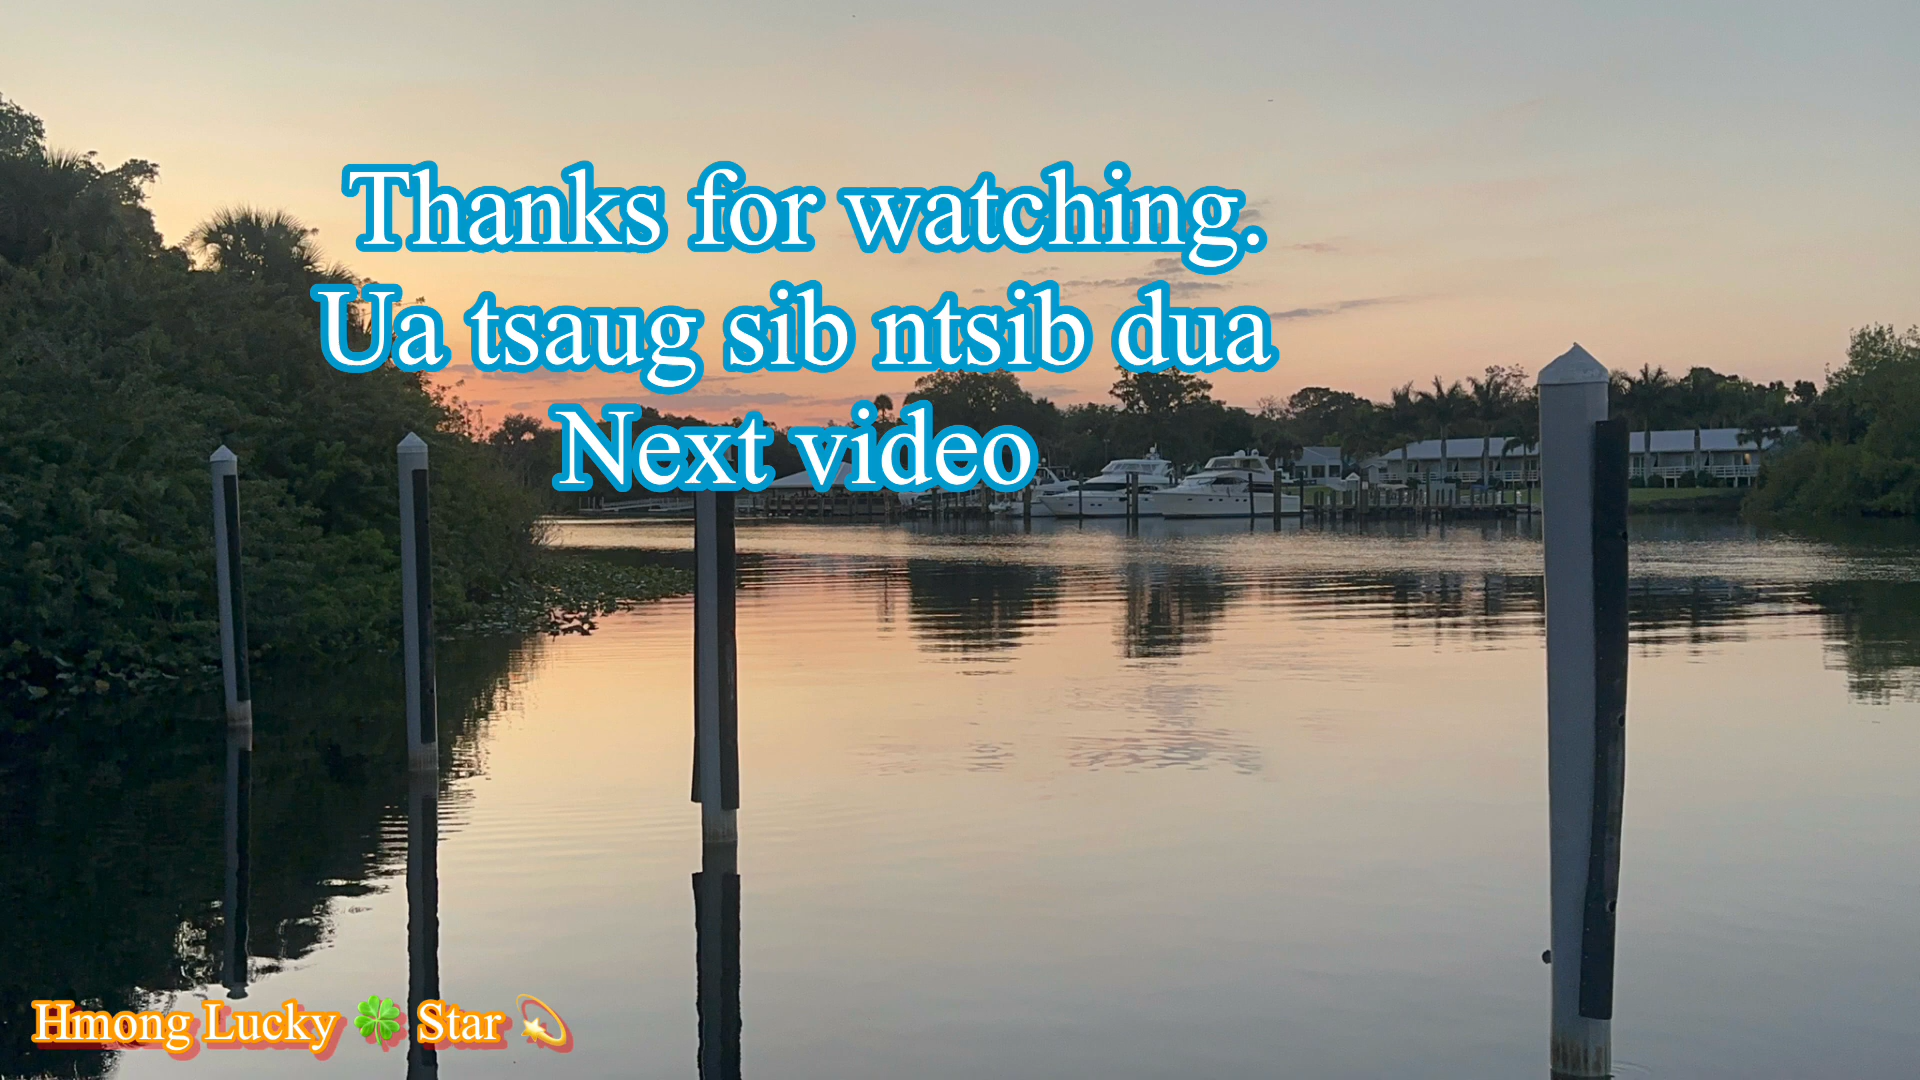 Thanks for watching.
Ua tsaug sib ntsib dua
Next video
Hmong Lucky 🍀 Star 💫